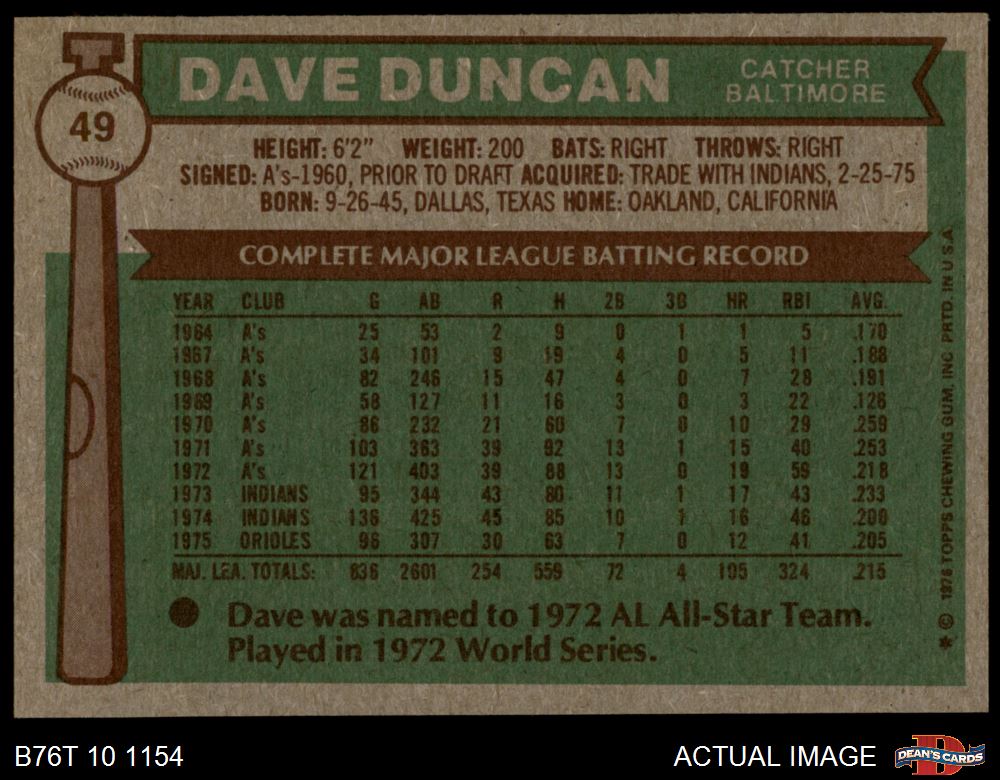 49
DAVE DUNCAN
CATCHER
BALTIMORE
HEIGHT: 6'2" WEIGHT: 200 BATS: RIGHT THROWS: RIGHT
SIGNED: A's-1960, PRIOR TO DRAFT ACQUIRED: TRADE WITH INDIANS, 2-25-75
BORN: 9-26-45, DALLAS, TEXAS HOME: OAKLAND, CALIFORNIA
COMPLETE MAJOR LEAGUE BATTING RECORD
YEAR CLUB G AB R H 2B 3B HR RBI AVG.
1964 A's 25 53 2 9 0 1 1 5 .170
1967 A's 34 101 9 19 4 0 5 11 .188
1968 A's 82 246 15 47 4 0 7 28 .191
1969 A's 58 127 11 16 3 0 3 22 .126
1970 A's 86 232 21 60 7 0 10 29 .259
1971 A's 103 363 39 92 13 1 15 40 .253
1972 A's 121 403 39 88 13 0 19 59 .218
1973 INDIANS 95 344 43 80 11 1 17 43 .233
1974 INDIANS 136 425 45 85 10 1 16 46 .200
1975 ORIOLES 96 307 30 63 7 0 12 41 .205
MAJ. LEA. TOTALS: 836 2601 254 559 72 4 105 324 .215
Dave was named to 1972 AL All-Star Team.
Played in 1972 World Series.
* © 1976 TOPPS CHEWING GUM, INC. PRTD. IN U.S.A.
B76T 10 1154
ACTUAL IMAGE
D
DEAN'S CARDS